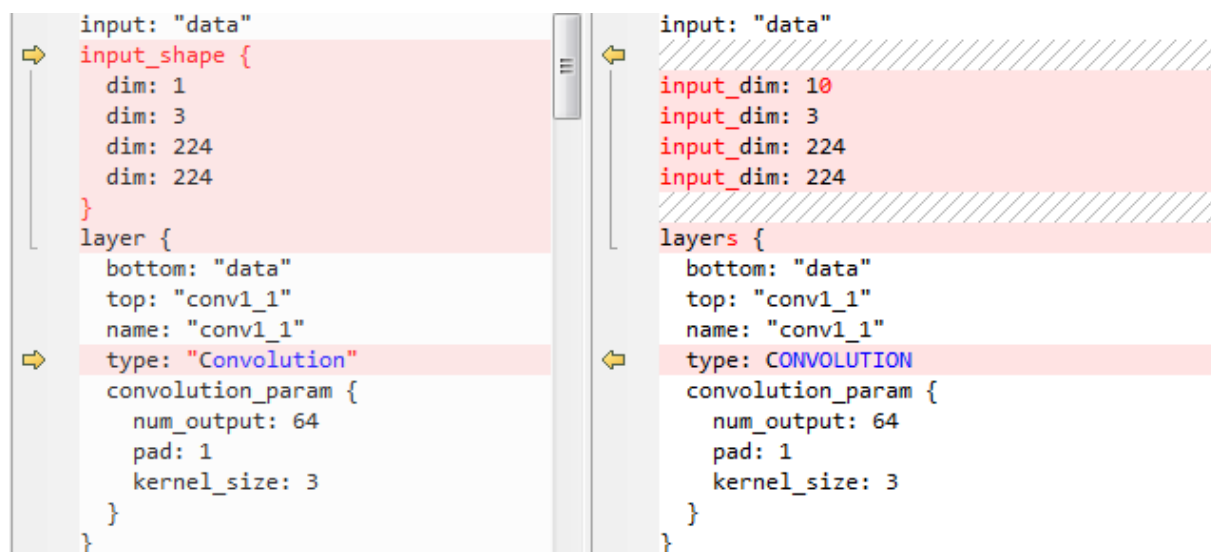 input: "data"
input_shape {
  dim: 1
  dim: 3
  dim: 224
  dim: 224
}
layer {
  bottom: "data"
  top: "conv1_1"
  name: "conv1_1"
  type: "Convolution"
  convolution_param {
    num_output: 64
    pad: 1
    kernel_size: 3
  }
}
input: "data"
input_dim: 10
input_dim: 3
input_dim: 224
input_dim: 224
layers {
  bottom: "data"
  top: "conv1_1"
  name: "conv1_1"
  type: CONVOLUTION
  convolution_param {
    num_output: 64
    pad: 1
    kernel_size: 3
  }
}